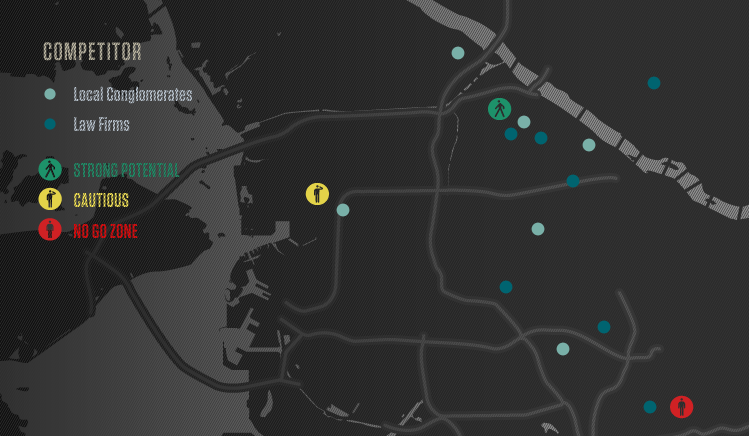 COMPETITOR
Local Conglomerates
Law Firms
STRONG POTENTIAL
CAUTIOUS
NO GO ZONE